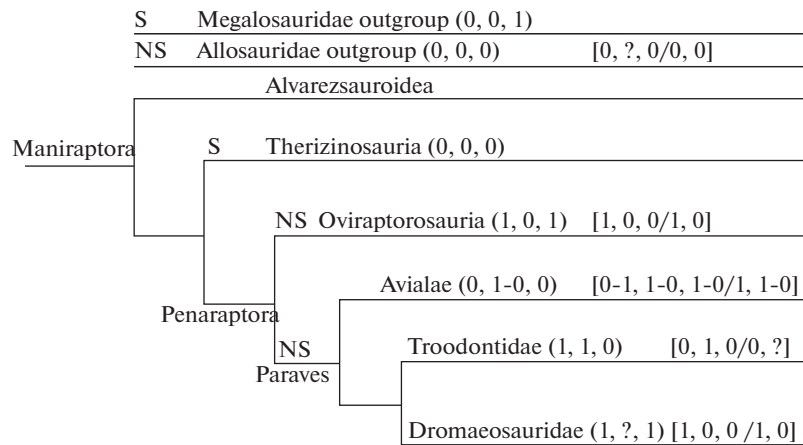 S Megalosauridae outgroup (0, 0, 1)
NS Allosauridae outgroup (0, 0, 0) [0, ?, 0/0, 0]
Alvarezsauroidea
Maniraptora
S Therizinosauria (0, 0, 0)
NS Oviraptorosauria (1, 0, 1) [1, 0, 0/1, 0]
Avialae (0, 1-0, 0) [0-1, 1-0, 1-0/1, 1-0]
Penaraptora
NS
Troodontidae (1, 1, 0) [0, 1, 0/0, ?]
Paraves
Dromaeosauridae (1, ?, 1) [1, 0, 0 /1, 0]